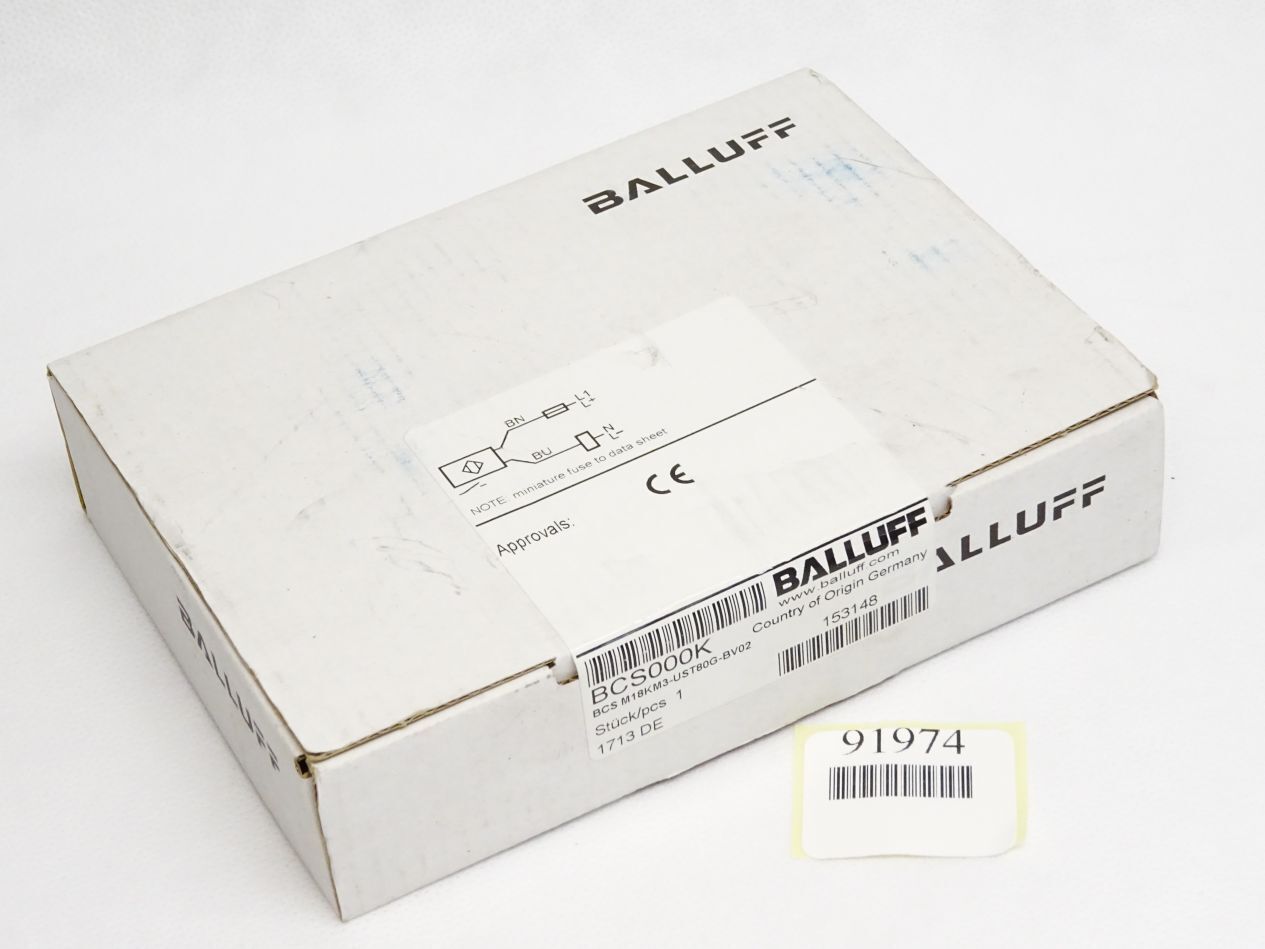 BALLUFF
BN
L1
L+
BU
N
L-
NOTE: miniature fuse to data sheet
CE
Approvals:
BALLUFF
www.balluff.com
Country of Origin Germany
153148
BCS000K
BCS M18KM3-UST80G-BV02
Stück/pcs 1
1713 DE
ALLUFF
BALLUFF
91974